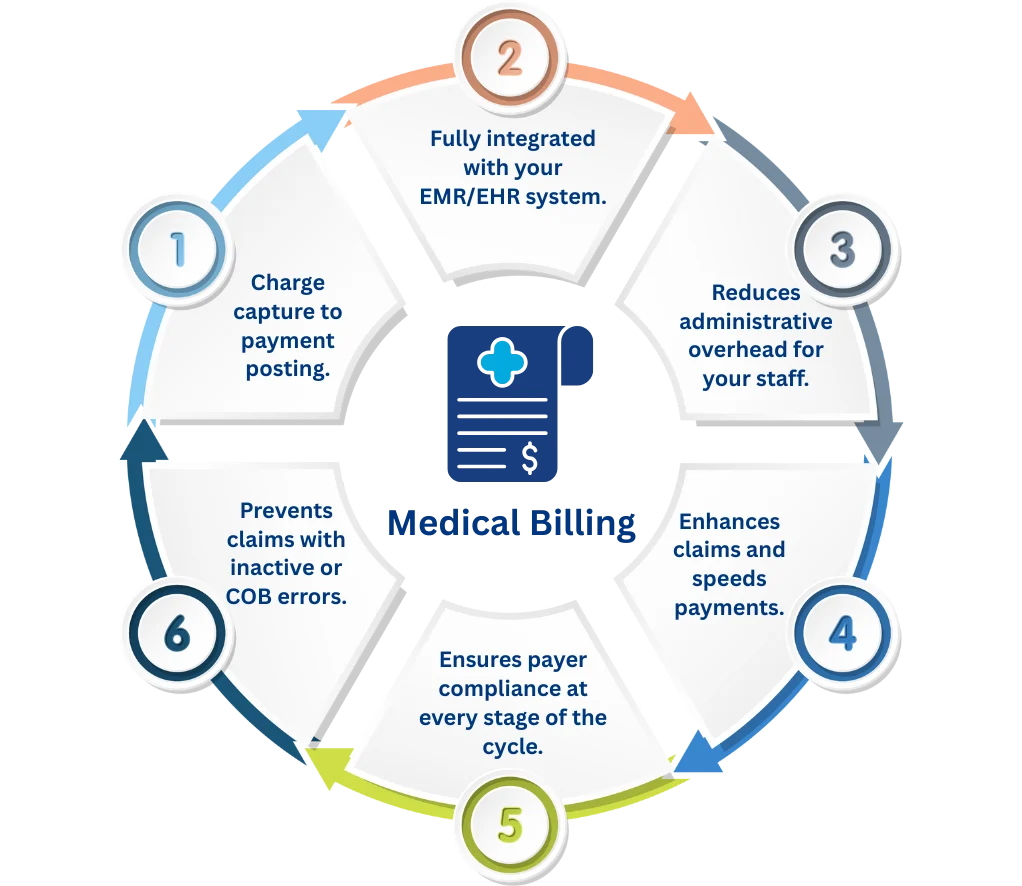 1
Charge
capture to
payment
posting.
2
Fully integrated
with your
EMR/EHR system.
3
Reduces
administrative
overhead for
your staff.
4
Enhances
claims and
speeds
payments.
5
Ensures payer
compliance at
every stage of the
cycle.
6
Prevents
claims with
inactive or
COB errors.
$
Medical Billing